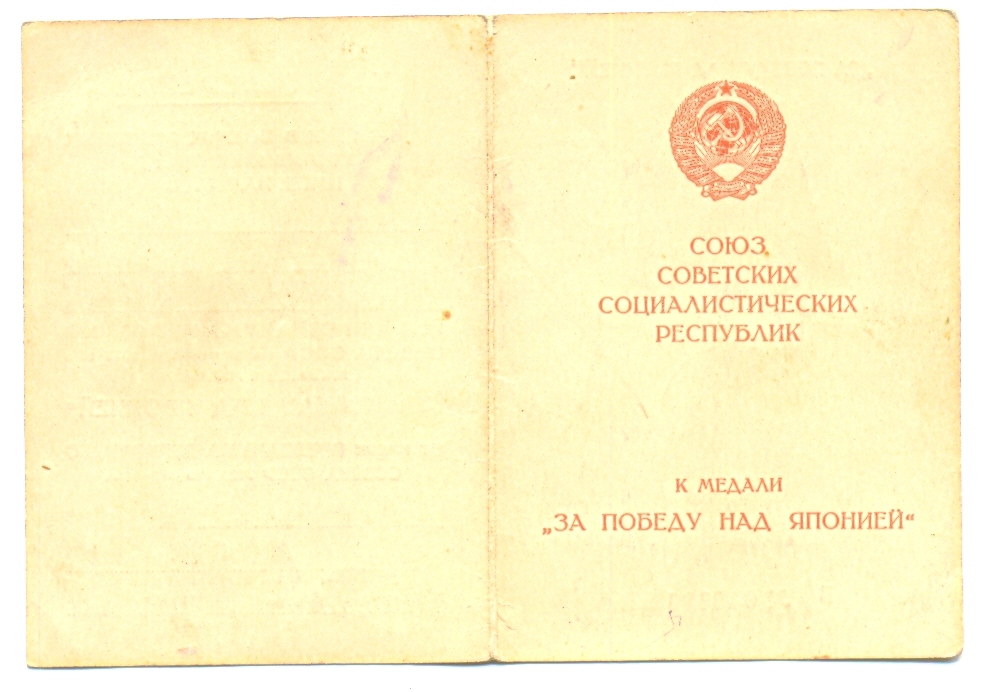 СОЮЗ
СОВЕТСКИХ
СОЦИАЛИСТИЧЕСКИХ
РЕСПУБЛИК
К МЕДАЛИ
„ЗА ПОБЕДУ НАД ЯПОНИЕЙ“